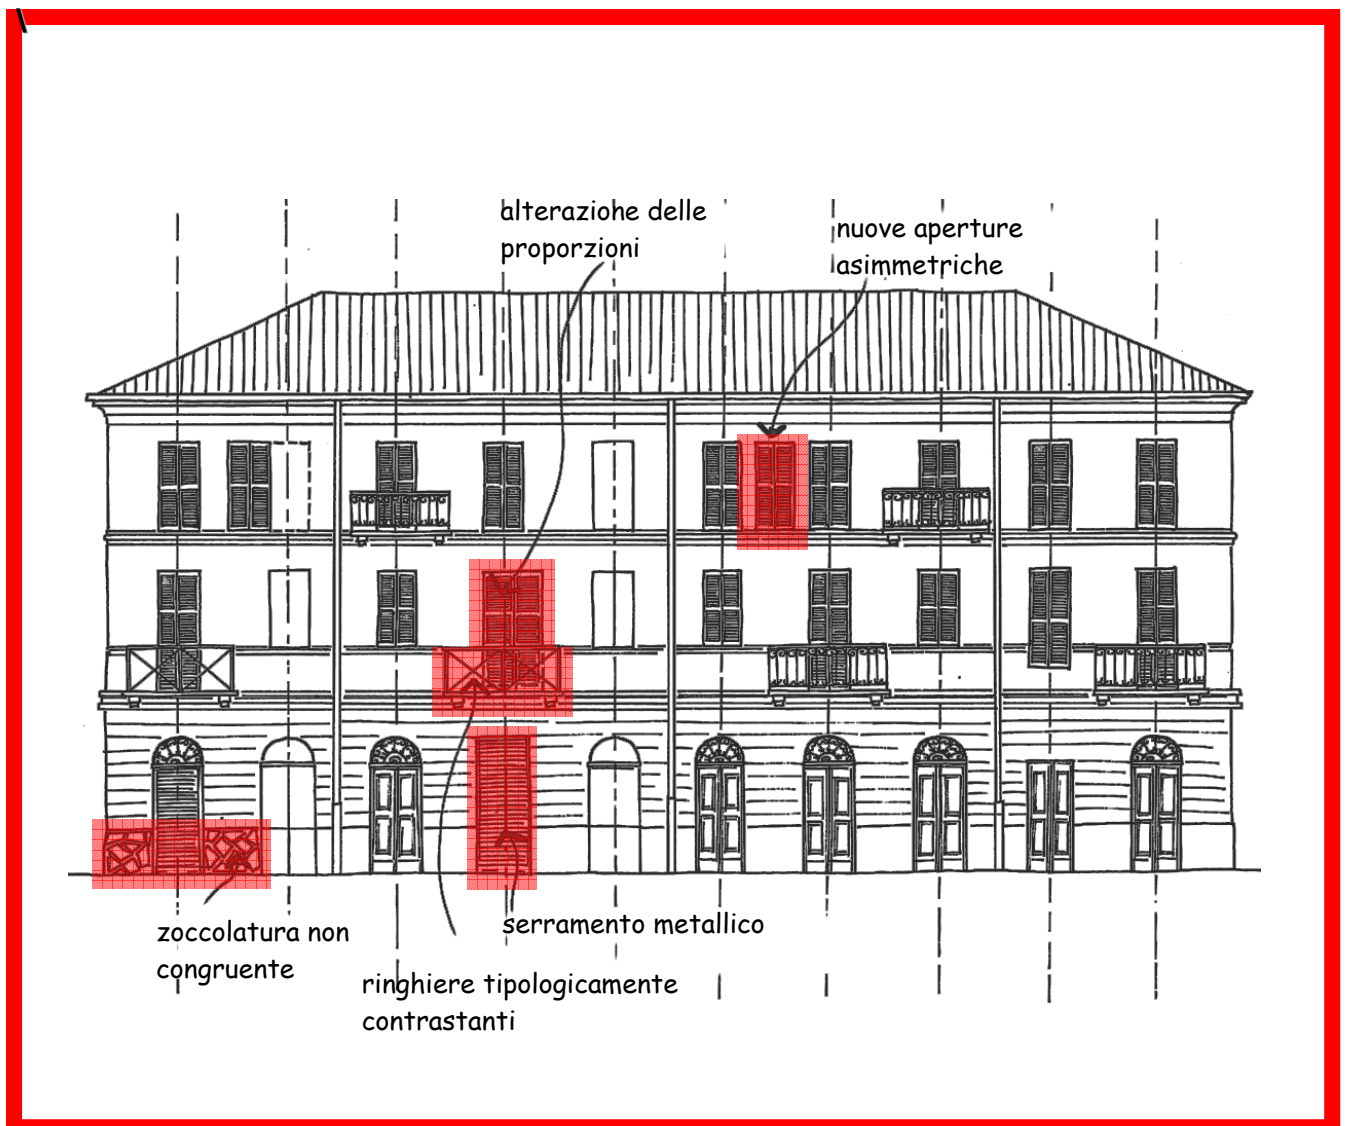 alterazione delle
proporzioni
nuove aperture
asimmetriche
zoccolatura non
congruente
serramento metallico
ringhiere tipologicamente
contrastanti